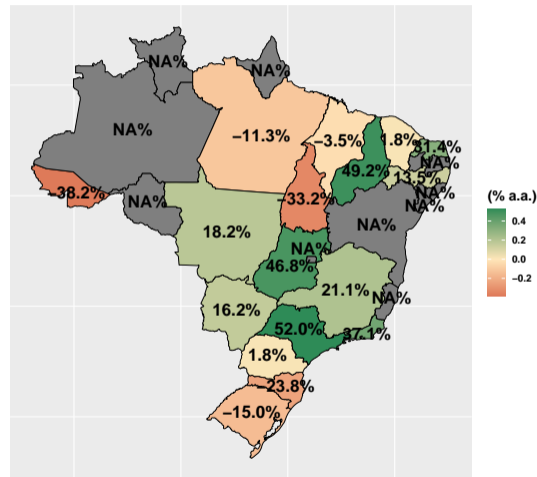 NA%
NA%
NA%
−11.3%
−3.5%
1.8%
31.4%
NA%
49.2%
13.5%
−38.2%
NA%
−33.2%
NA%
NA%
NA%
18.2%
NA%
46.8%
21.1%
NA%
16.2%
52.0%
37.1%
1.8%
−23.8%
−15.0%
(% a.a.)
0.4
0.2
0.0
−0.2